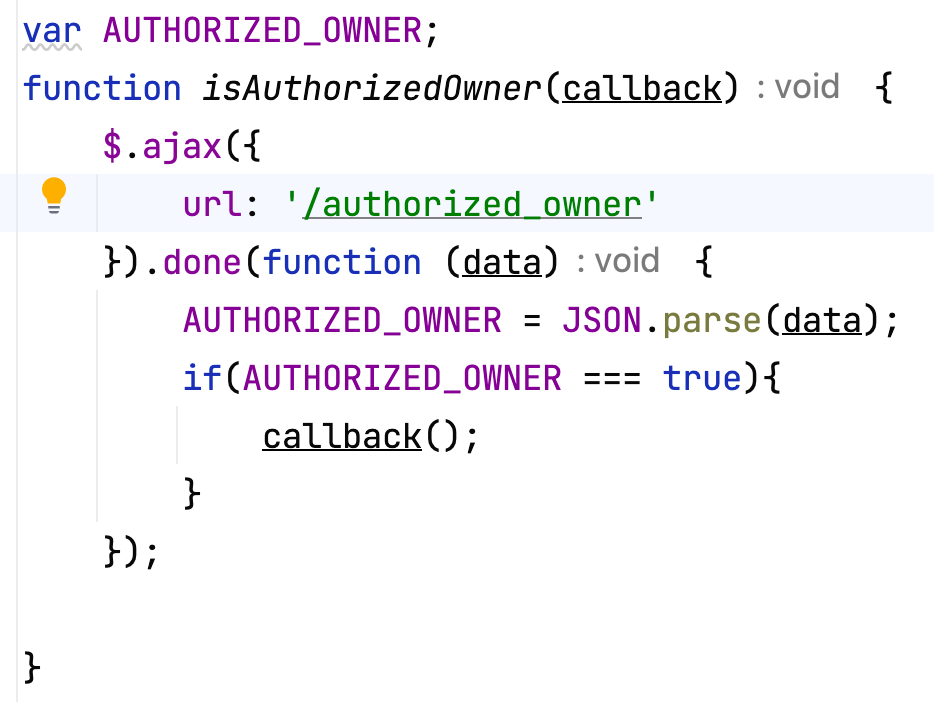 var AUTHORIZED_OWNER;
function isAuthorizedOwner(callback) : void {
    $.ajax({
        url: '/authorized_owner'
    }).done(function (data) : void {
        AUTHORIZED_OWNER = JSON.parse(data);
        if(AUTHORIZED_OWNER === true){
            callback();
        }
    });
}